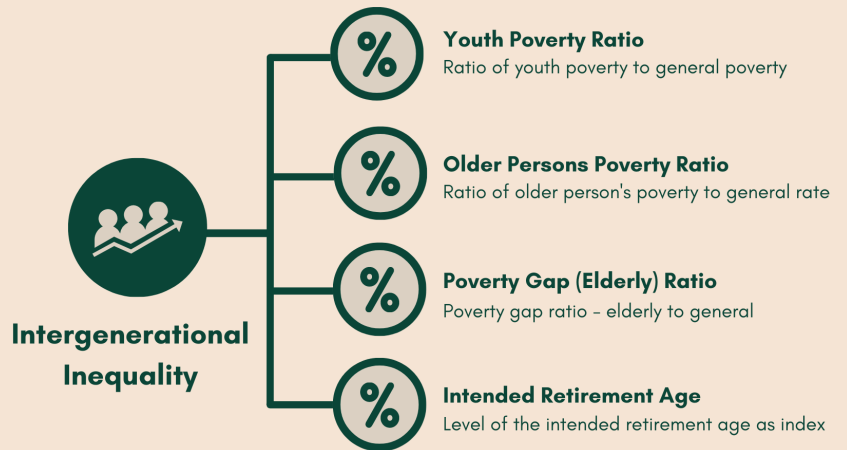 Intergenerational
Inequality
%
Youth Poverty Ratio
Ratio of youth poverty to general poverty
%
Older Persons Poverty Ratio
Ratio of older person's poverty to general rate
%
Poverty Gap (Elderly) Ratio
Poverty gap ratio - elderly to general
%
Intended Retirement Age
Level of the intended retirement age as index